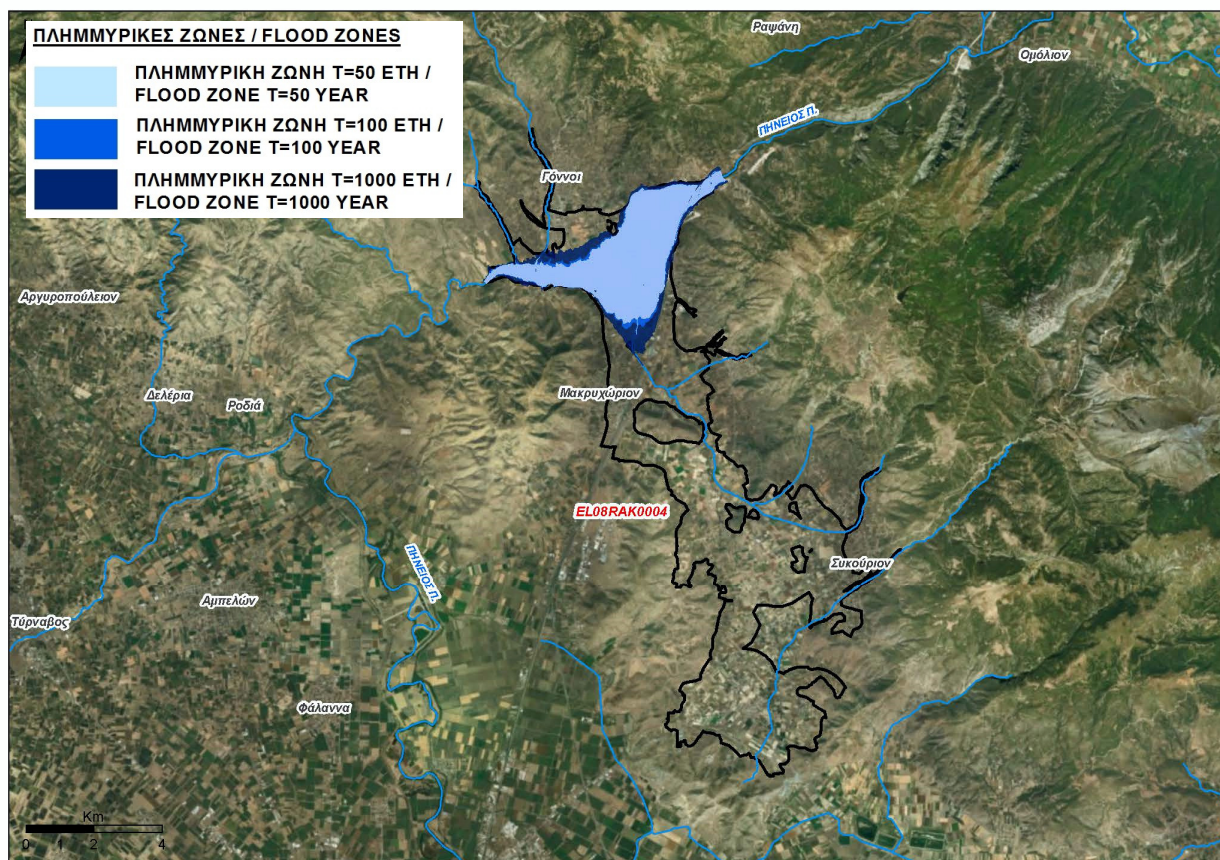 ΠΛΗΜΜΥΡΙΚΕΣ ΖΩΝΕΣ / FLOOD ZONES
ΠΛΗΜΜΥΡΙΚΗ ΖΩΝΗ T=50 ΕΤΗ /
FLOOD ZONE T=50 YEAR
ΠΛΗΜΜΥΡΙΚΗ ΖΩΝΗ T=100 ΕΤΗ /
FLOOD ZONE T=100 YEAR
ΠΛΗΜΜΥΡΙΚΗ ΖΩΝΗ T=1000 ΕΤΗ /
FLOOD ZONE T=1000 YEAR
Ραψάνη
Ομόλιον
ΠΗΝΕΙΟΣ Π.
Γόννοι
Αργυροπούλειον
Δελέρια
Ροδιά
Μακρυχώριον
EL08RAK0004
Συκούριον
ΠΗΝΕΙΟΣ Π.
Αμπελών
Τύρναβος
Φάλαννα
Km
0 1 2 4